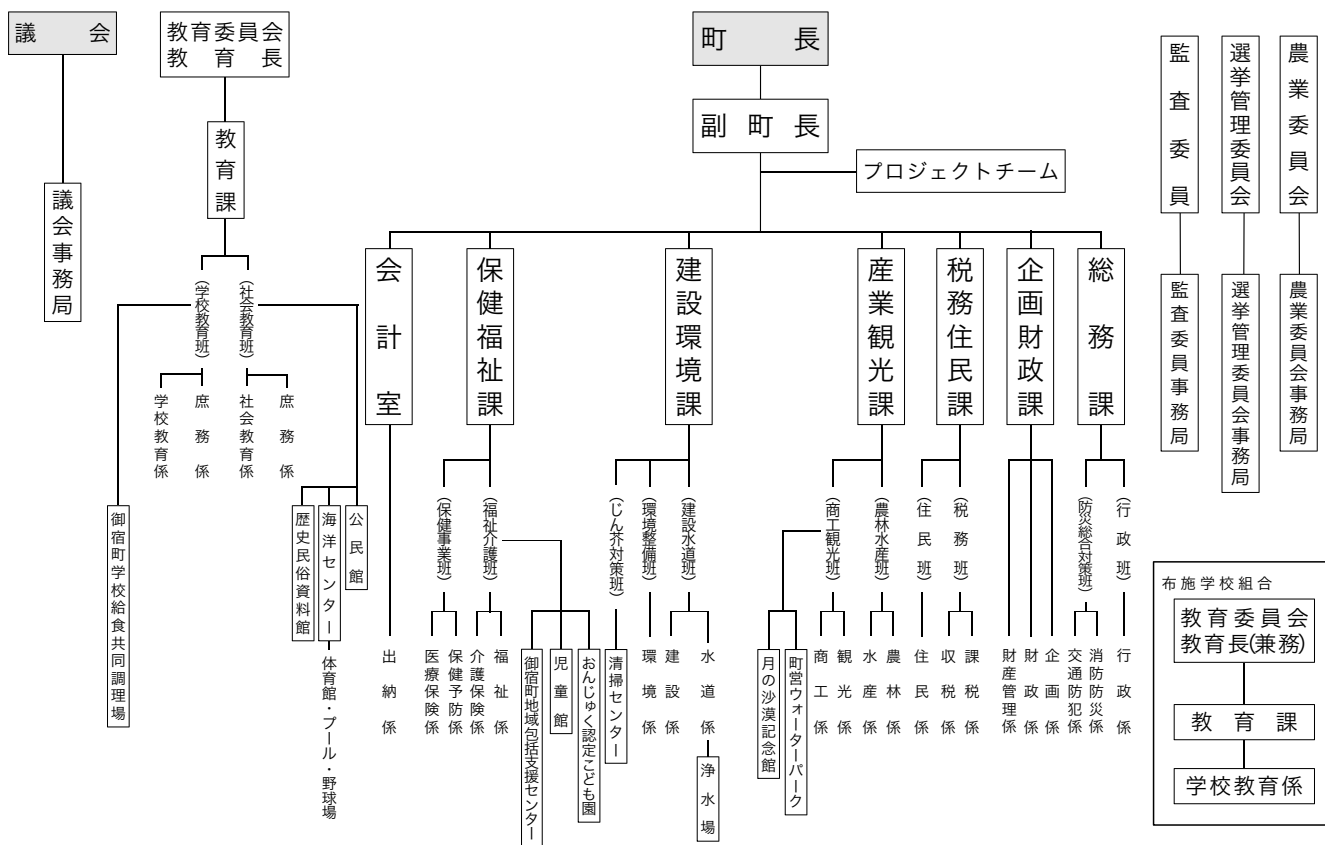 議会
議会事務局
教育委員会
教育長
教育課
(学校教育班)
(社会教育班)
学校教育係
庶務係
社会教育係
庶務係
御宿町学校給食共同調理場
歴史民俗資料館
海洋センター
公民館
体育館・プール・野球場
町長
副町長
プロジェクトチーム
会計室
出納係
保健福祉課
(保健事業班)
(福祉介護班)
医療保険係
保健予防係
介護保険係
福祉係
御宿町地域包括支援センター
児童館
おんじゅく認定こども園
建設環境課
(じん芥対策班)
(環境整備班)
(建設水道班)
清掃センター
環境係
建設係
水道係
浄水場
産業観光課
(商工観光班)
(農林水産班)
月の沙漠記念館
町営ウォーターパーク
商工係
観光係
水産係
農林係
税務住民課
(住民班)
(税務班)
住民係
収税係
課税係
企画財政課
財産管理係
財政係
企画係
総務課
(防災総合対策班)
(行政班)
交通防犯係
消防防災係
行政係
監査委員
監査委員事務局
選挙管理委員会
選挙管理委員会事務局
農業委員会
農業委員会事務局
布施学校組合
教育委員会
教育長(兼務)
教育課
学校教育係